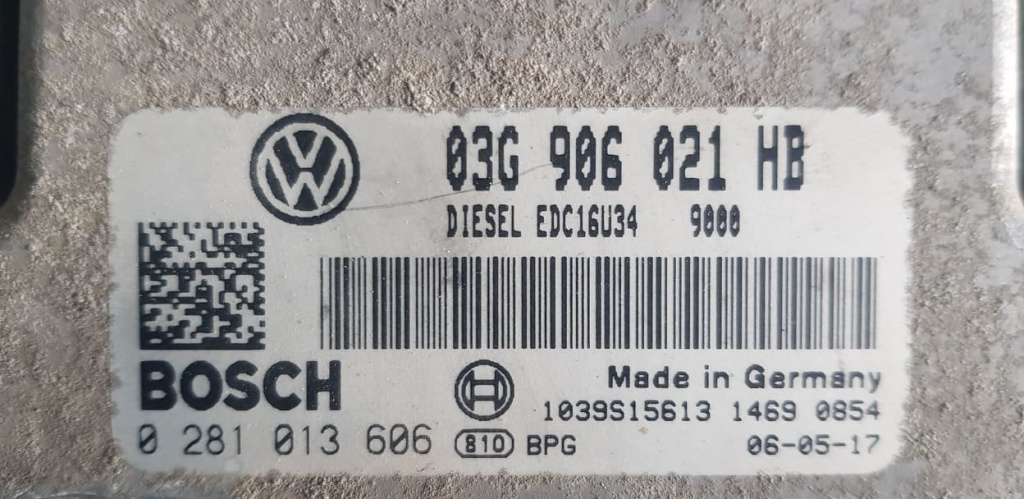 03G 906 021 HB
DIESEL EDC16U34 9000
BOSCH
Made in Germany
1039S15613 1469 0854
0 281 013 606 810 BPG 06-05-17